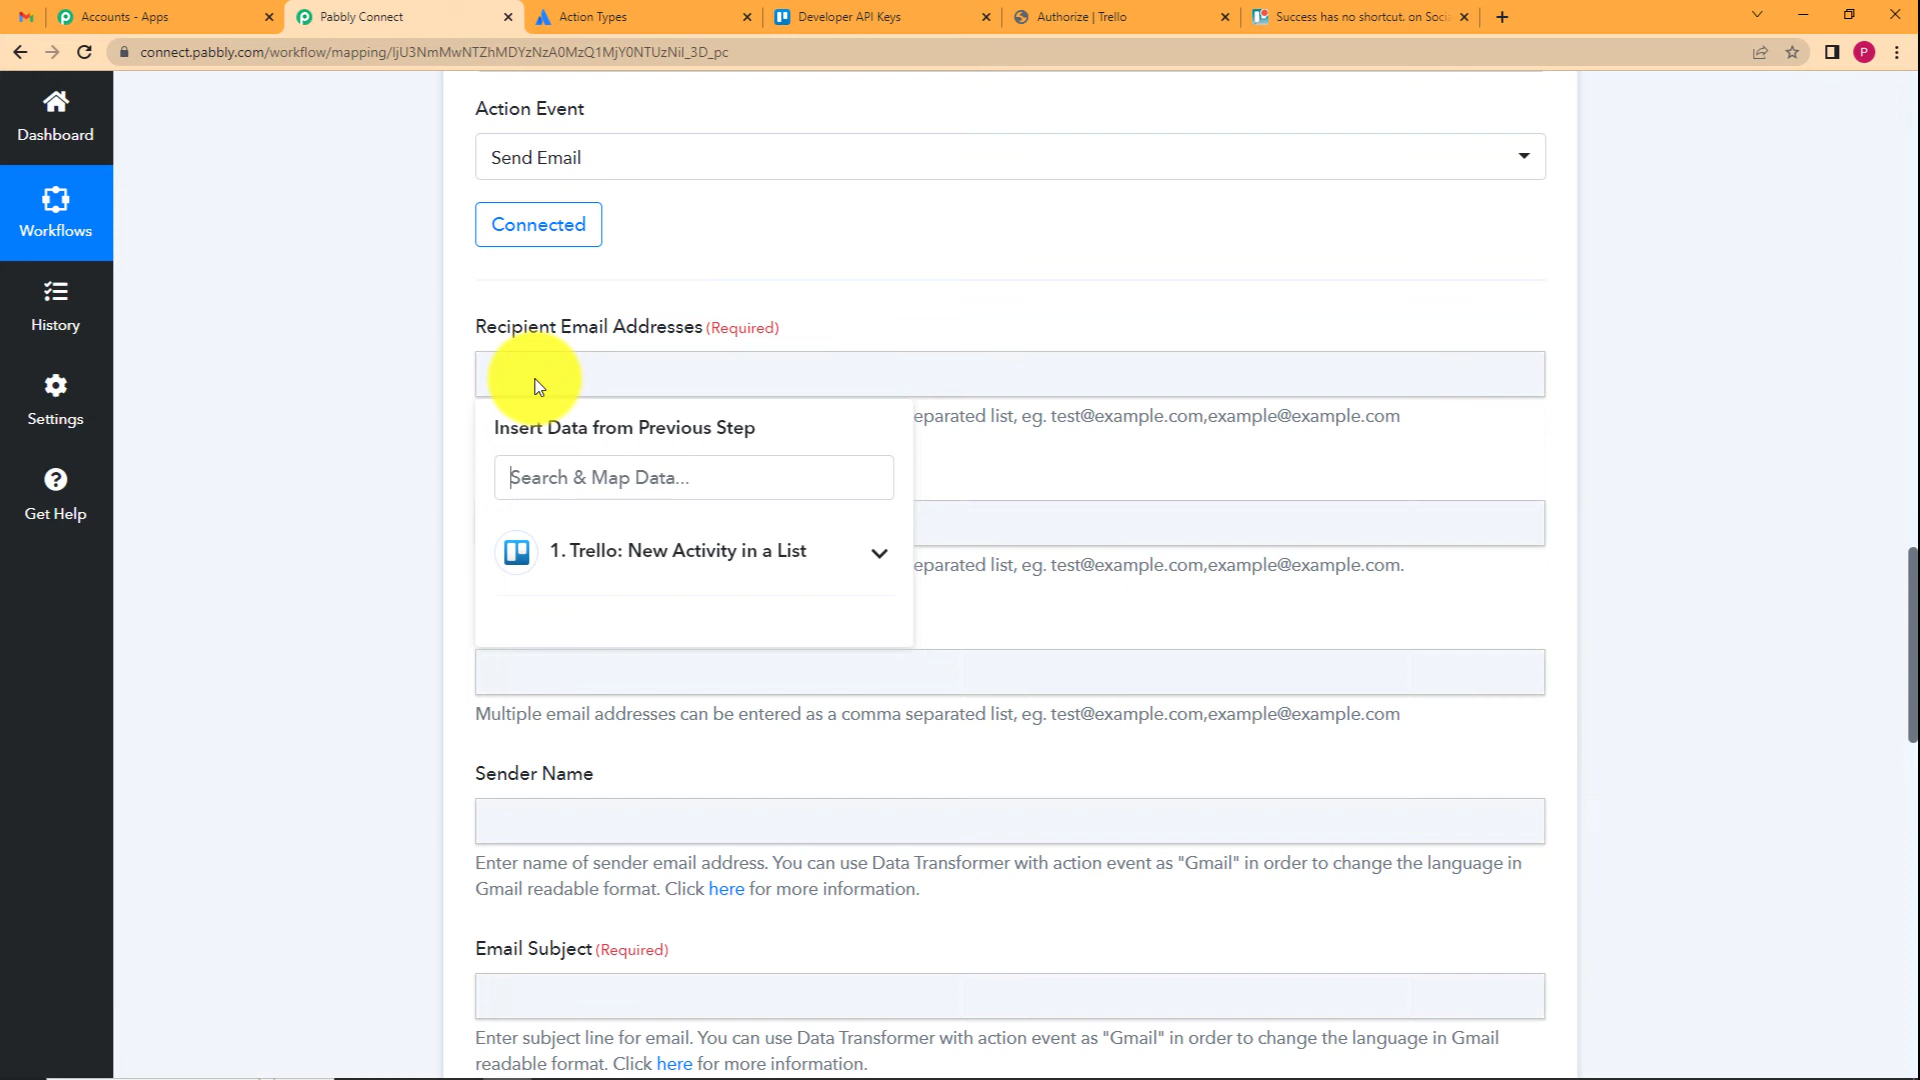 Accounts - Apps
Pabbly Connect
Action Types
Developer API Keys
Authorize | Trello
Success has no shortcut. on Socia
connect.pabbly.com/workflow/mapping/IjU3NmMwNTZhMDYzNzA0MzQ1MjY0NTUzNiI_3D_pc
P
Dashboard
Workflows
History
Settings
Get Help
Action Event
Send Email
Connected
Recipient Email Addresses (Required)
eparated list, eg. test@example.com,example@example.com
Insert Data from Previous Step
Search & Map Data...
1. Trello: New Activity in a List
eparated list, eg. test@example.com,example@example.com.
Multiple email addresses can be entered as a comma separated list, eg. test@example.com,example@example.com
Sender Name
Enter name of sender email address. You can use Data Transformer with action event as "Gmail" in order to change the language in
Gmail readable format. Click here for more information.
Email Subject (Required)
Enter subject line for email. You can use Data Transformer with action event as "Gmail" in order to change the language in Gmail
readable format. Click here for more information.